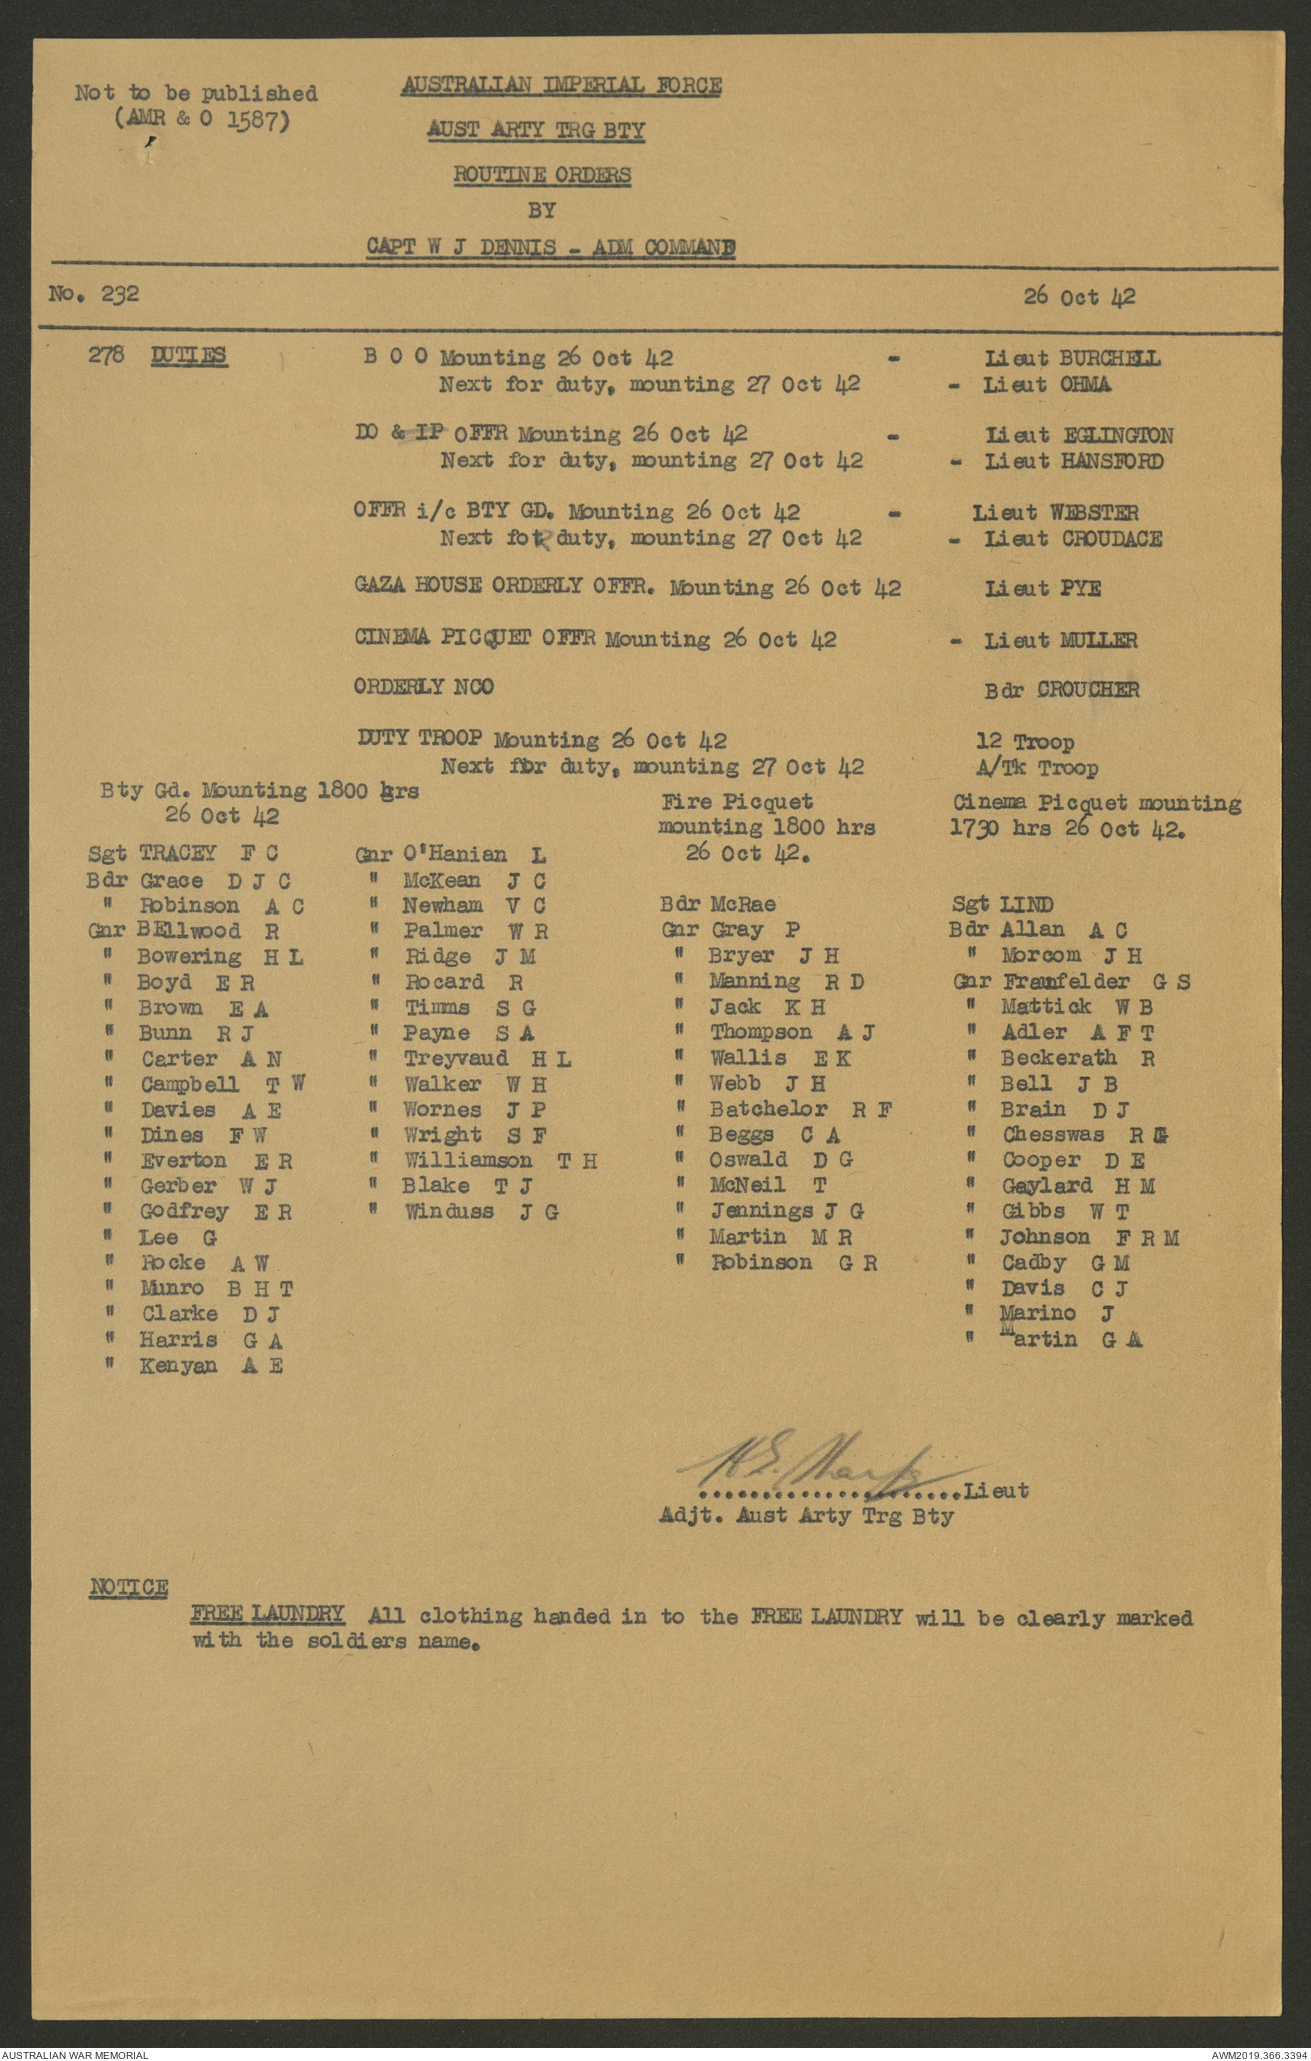 Not to be published
(AMR & O 1587)
AUSTRALIAN IMPERIAL FORCE
AUST ARTY TRG BTY
ROUTINE ORDERS
BY
CAPT W J DENNIS - ADM COMMAND
No. 232 26 Oct 42
278 DUTIES B O O Mounting 26 Oct 42 - Lieut BURCHELL
Next for duty, mounting 27 Oct 42 - Lieut OHMA
DO & IP OFFR Mounting 26 Oct 42 - Lieut EGLINGTON
Next for duty, mounting 27 Oct 42 - Lieut HANSFORD
OFFR i/c BTY GD. Mounting 26 Oct 42 - Lieut WEBSTER
Next foR duty, mounting 27 Oct 42 - Lieut CROUDACE
GAZA HOUSE ORDERLY OFFR. Mounting 26 Oct 42 Lieut PYE
CINEMA PICQUET OFFR Mounting 26 Oct 42 - Lieut MULLER
ORDERLY NCO Bdr CROUCHER
DUTY TROOP Mounting 26 Oct 42 12 Troop
Next for duty, mounting 27 Oct 42 A/Tk Troop
Bty Gd. Mounting 1800 hrs
26 Oct 42
Sgt TRACEY F C
Bdr Grace D J C
" Robinson A C
Gnr BEllwood R
" Bowering H L
" Boyd E R
" Brown E A
" Bunn R J
" Carter A N
" Campbell T W
" Davies A E
" Dines F W
" Everton E R
" Gerber W J
" Godfrey E R
" Lee G
" Rocke A W
" Munro B H T
" Clarke D J
" Harris G A
" Kenyan A E
Gnr O'Hanian L
" McKean J C
" Newham V C
" Palmer W R
" Ridge J M
" Rocard R
" Timms S G
" Payne S A
" Treyvaud H L
" Walker W H
" Wornes J P
" Wright S F
" Williamson T H
" Blake T J
" Winduss J G
Fire Picquet
mounting 1800 hrs
26 Oct 42.
Bdr McRae
Gnr Gray P
" Bryer J H
" Manning R D
" Jack K H
" Thompson A J
" Wallis E K
" Webb J H
" Batchelor R F
" Beggs C A
" Oswald D G
" McNeil T
" Jennings J G
" Martin M R
" Robinson G R
Cinema Picquet mounting
1730 hrs 26 Oct 42.
Sgt LIND
Bdr Allan A C
" Morcom J H
Gnr Fraunfelder G S
" Mattick W B
" Adler A F T
" Beckerath R
" Bell J B
" Brain D J
" Chesswas R G
" Cooper D E
" Gaylard H M
" Gibbs W T
" Johnson F R M
" Cadby G M
" Davis C J
" Marino J
" Martin G A
H E Sharpe
.....................Lieut
Adjt. Aust Arty Trg Bty
NOTICE
FREE LAUNDRY All clothing handed in to the FREE LAUNDRY will be clearly marked
with the soldiers name.
AUSTRALIAN WAR MEMORIAL AWM2019.366.3394